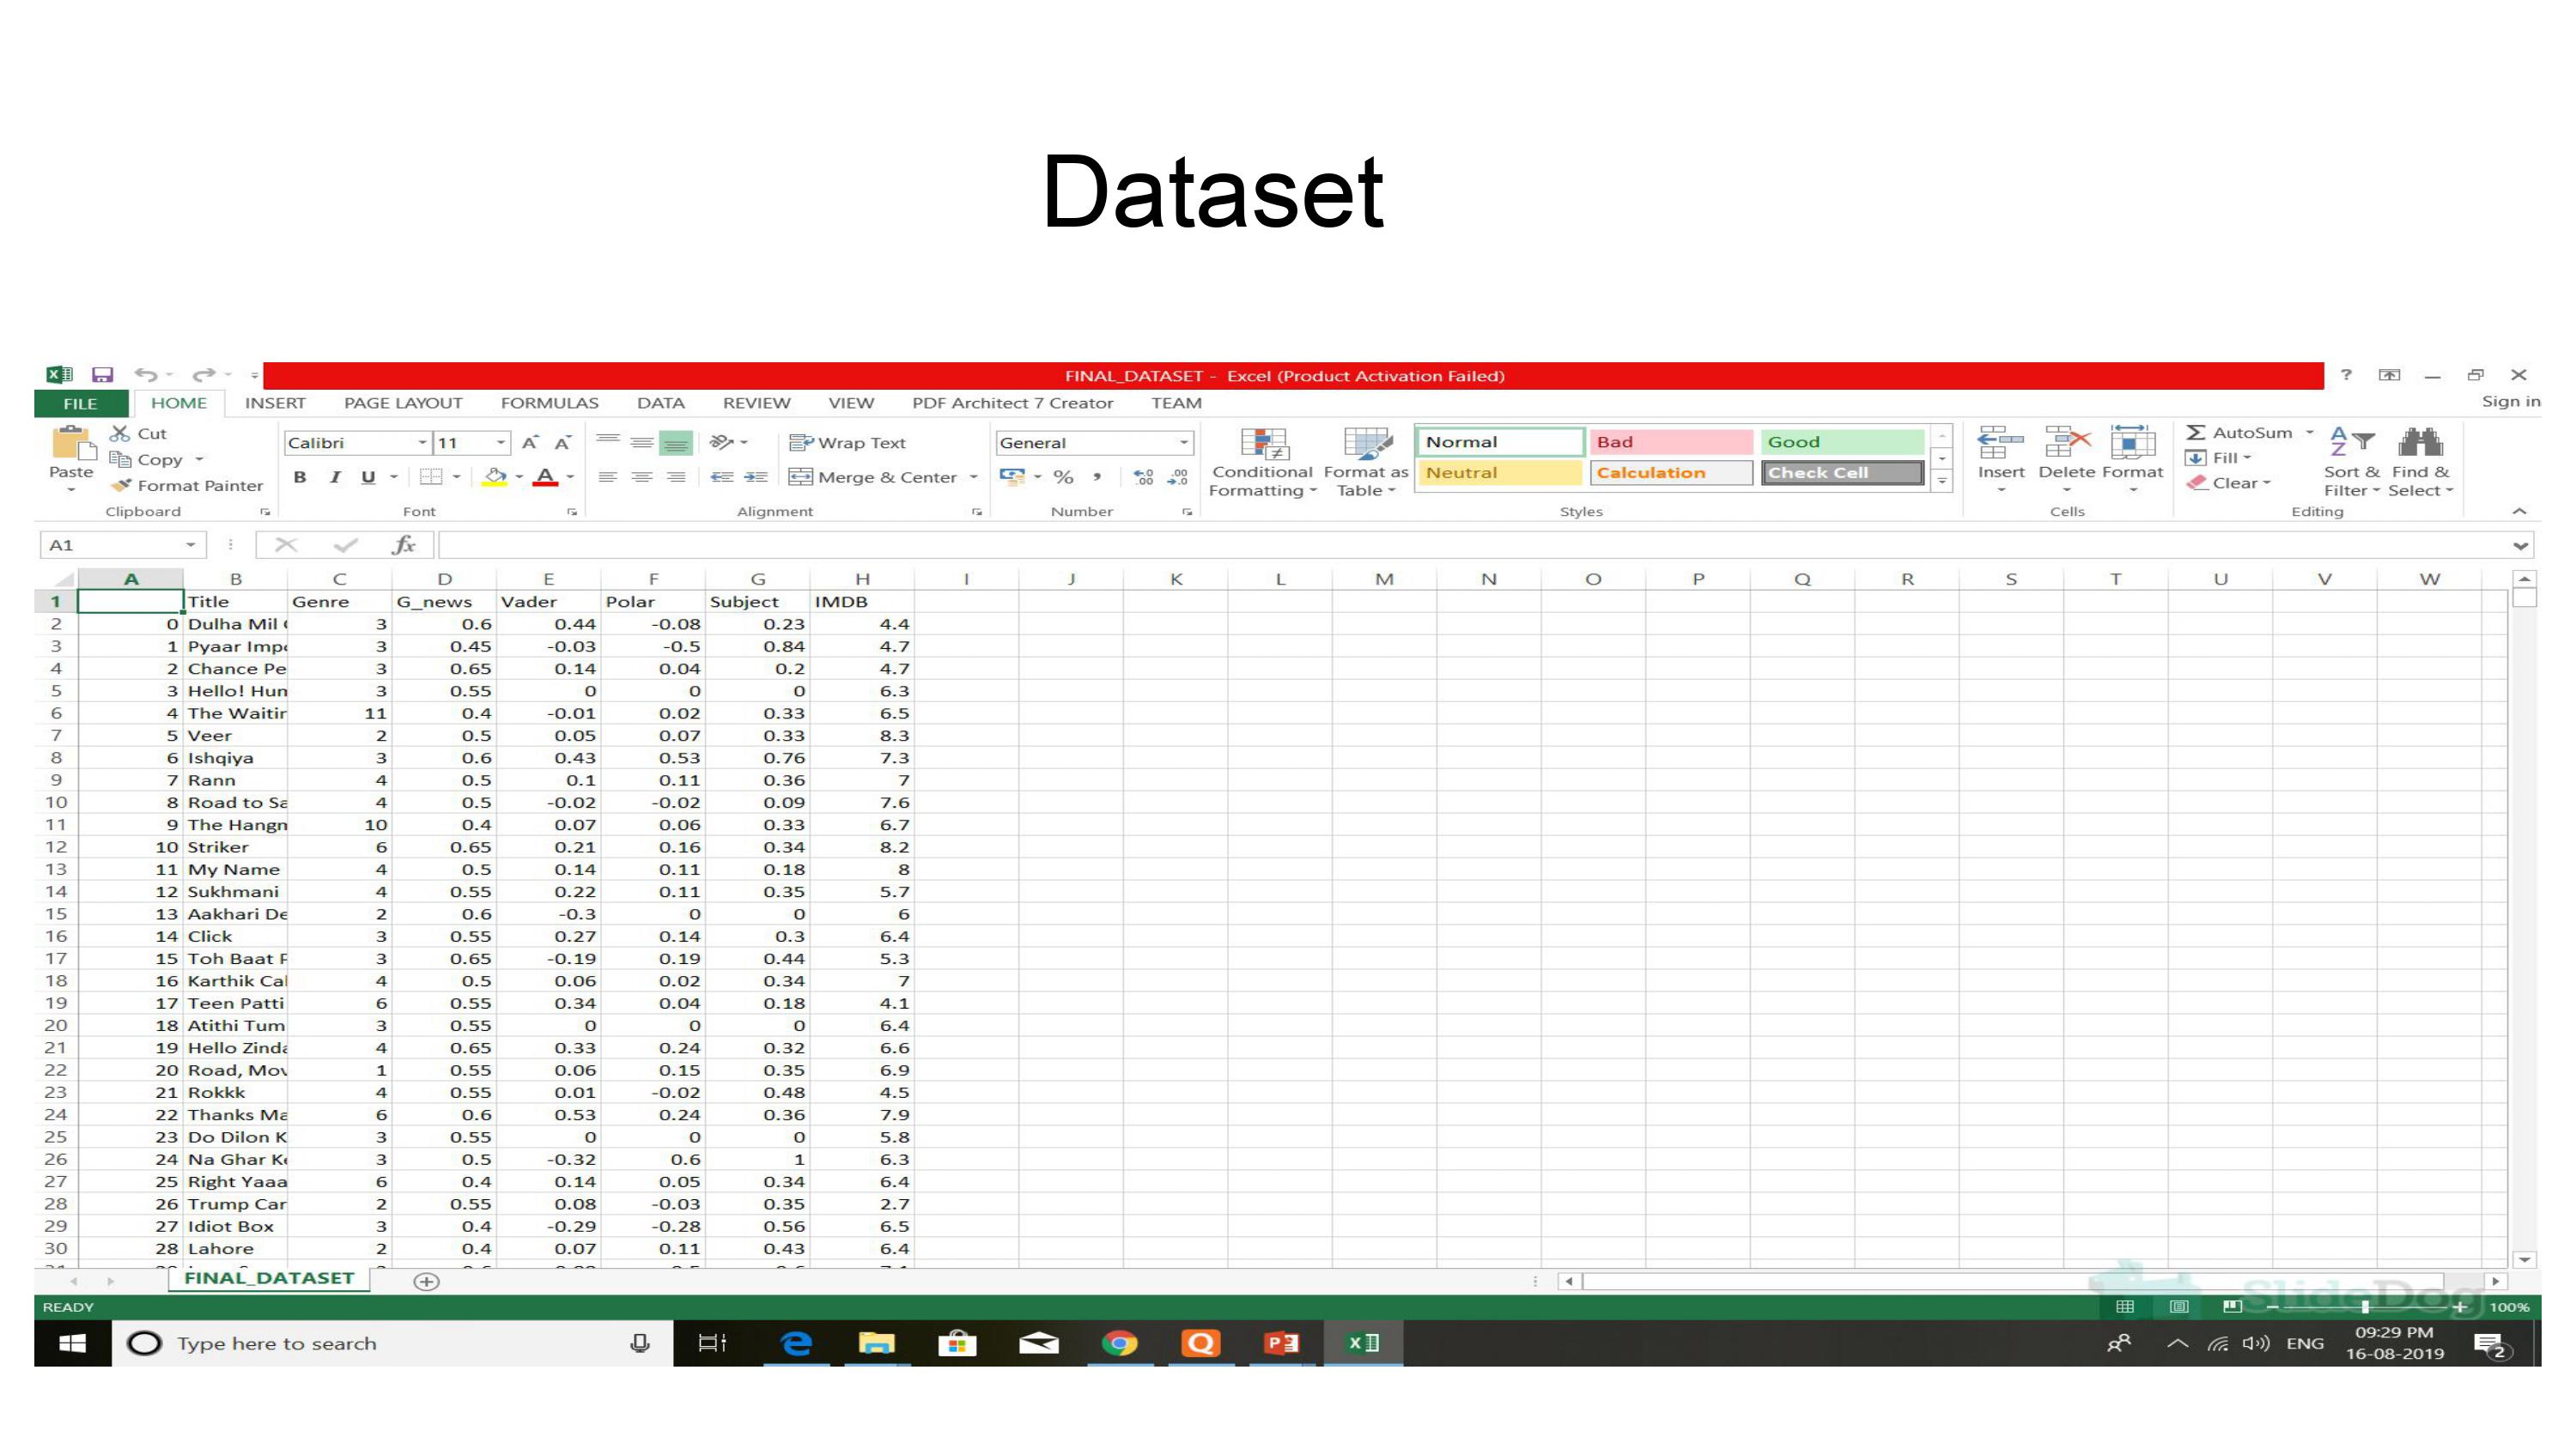 Dataset
FINAL_DATASET - Excel (Product Activation Failed)
FILE HOME INSERT PAGE LAYOUT FORMULAS DATA REVIEW VIEW PDF Architect 7 Creator TEAM Sign in
Paste Cut Copy Format Painter Clipboard
Calibri 11 B I U Font
Wrap Text Merge & Center Alignment
General % Number
Conditional Formatting Format as Table
Normal Bad Good
Neutral Calculation Check Cell
Styles
Insert Delete Format Cells
AutoSum Fill Clear Sort & Filter Find & Select Editing
A1 fx
A B C D E F G H I J K L M N O P Q R S T U V W
1 Title Genre G_news Vader Polar Subject IMDB
2 0 Dulha Mil 3 0.6 0.44 -0.08 0.23 4.4
3 1 Pyaar Imp 3 0.45 -0.03 -0.5 0.84 4.7
4 2 Chance Pe 3 0.65 0.14 0.04 0.2 4.7
5 3 Hello! Hum 3 0.55 0 0 0 6.3
6 4 The Waitin 11 0.4 -0.01 0.02 0.33 6.5
7 5 Veer 2 0.5 0.05 0.07 0.33 8.3
8 6 Ishqiya 3 0.6 0.43 0.53 0.76 7.3
9 7 Rann 4 0.5 0.1 0.11 0.36 7
10 8 Road to Sa 4 0.5 -0.02 -0.02 0.09 7.6
11 9 The Hangm 10 0.4 0.07 0.06 0.33 6.7
12 10 Striker 6 0.65 0.21 0.16 0.34 8.2
13 11 My Name 4 0.5 0.14 0.11 0.18 8
14 12 Sukhmani 4 0.55 0.22 0.11 0.35 5.7
15 13 Aakhari De 2 0.6 -0.3 0 0 6
16 14 Click 3 0.55 0.27 0.14 0.3 6.4
17 15 Toh Baat P 3 0.65 -0.19 0.19 0.44 5.3
18 16 Karthik Cal 4 0.5 0.06 0.02 0.34 7
19 17 Teen Patti 6 0.55 0.34 0.04 0.18 4.1
20 18 Atithi Tum 3 0.55 0 0 0 6.4
21 19 Hello Zinda 4 0.65 0.33 0.24 0.32 6.6
22 20 Road, Mov 1 0.55 0.06 0.15 0.35 6.9
23 21 Rokkk 4 0.55 0.01 -0.02 0.48 4.5
24 22 Thanks Ma 6 0.6 0.53 0.24 0.36 7.9
25 23 Do Dilon K 3 0.55 0 0 0 5.8
26 24 Na Ghar Ke 3 0.5 -0.32 0.6 1 6.3
27 25 Right Yaaa 6 0.4 0.14 0.05 0.34 6.4
28 26 Trump Car 2 0.55 0.08 -0.03 0.35 2.7
29 27 Idiot Box 3 0.4 -0.29 -0.28 0.56 6.5
30 28 Lahore 2 0.4 0.07 0.11 0.43 6.4
FINAL_DATASET
SlideDog
READY 100%
Type here to search ENG 09:29 PM
16-08-2019 2